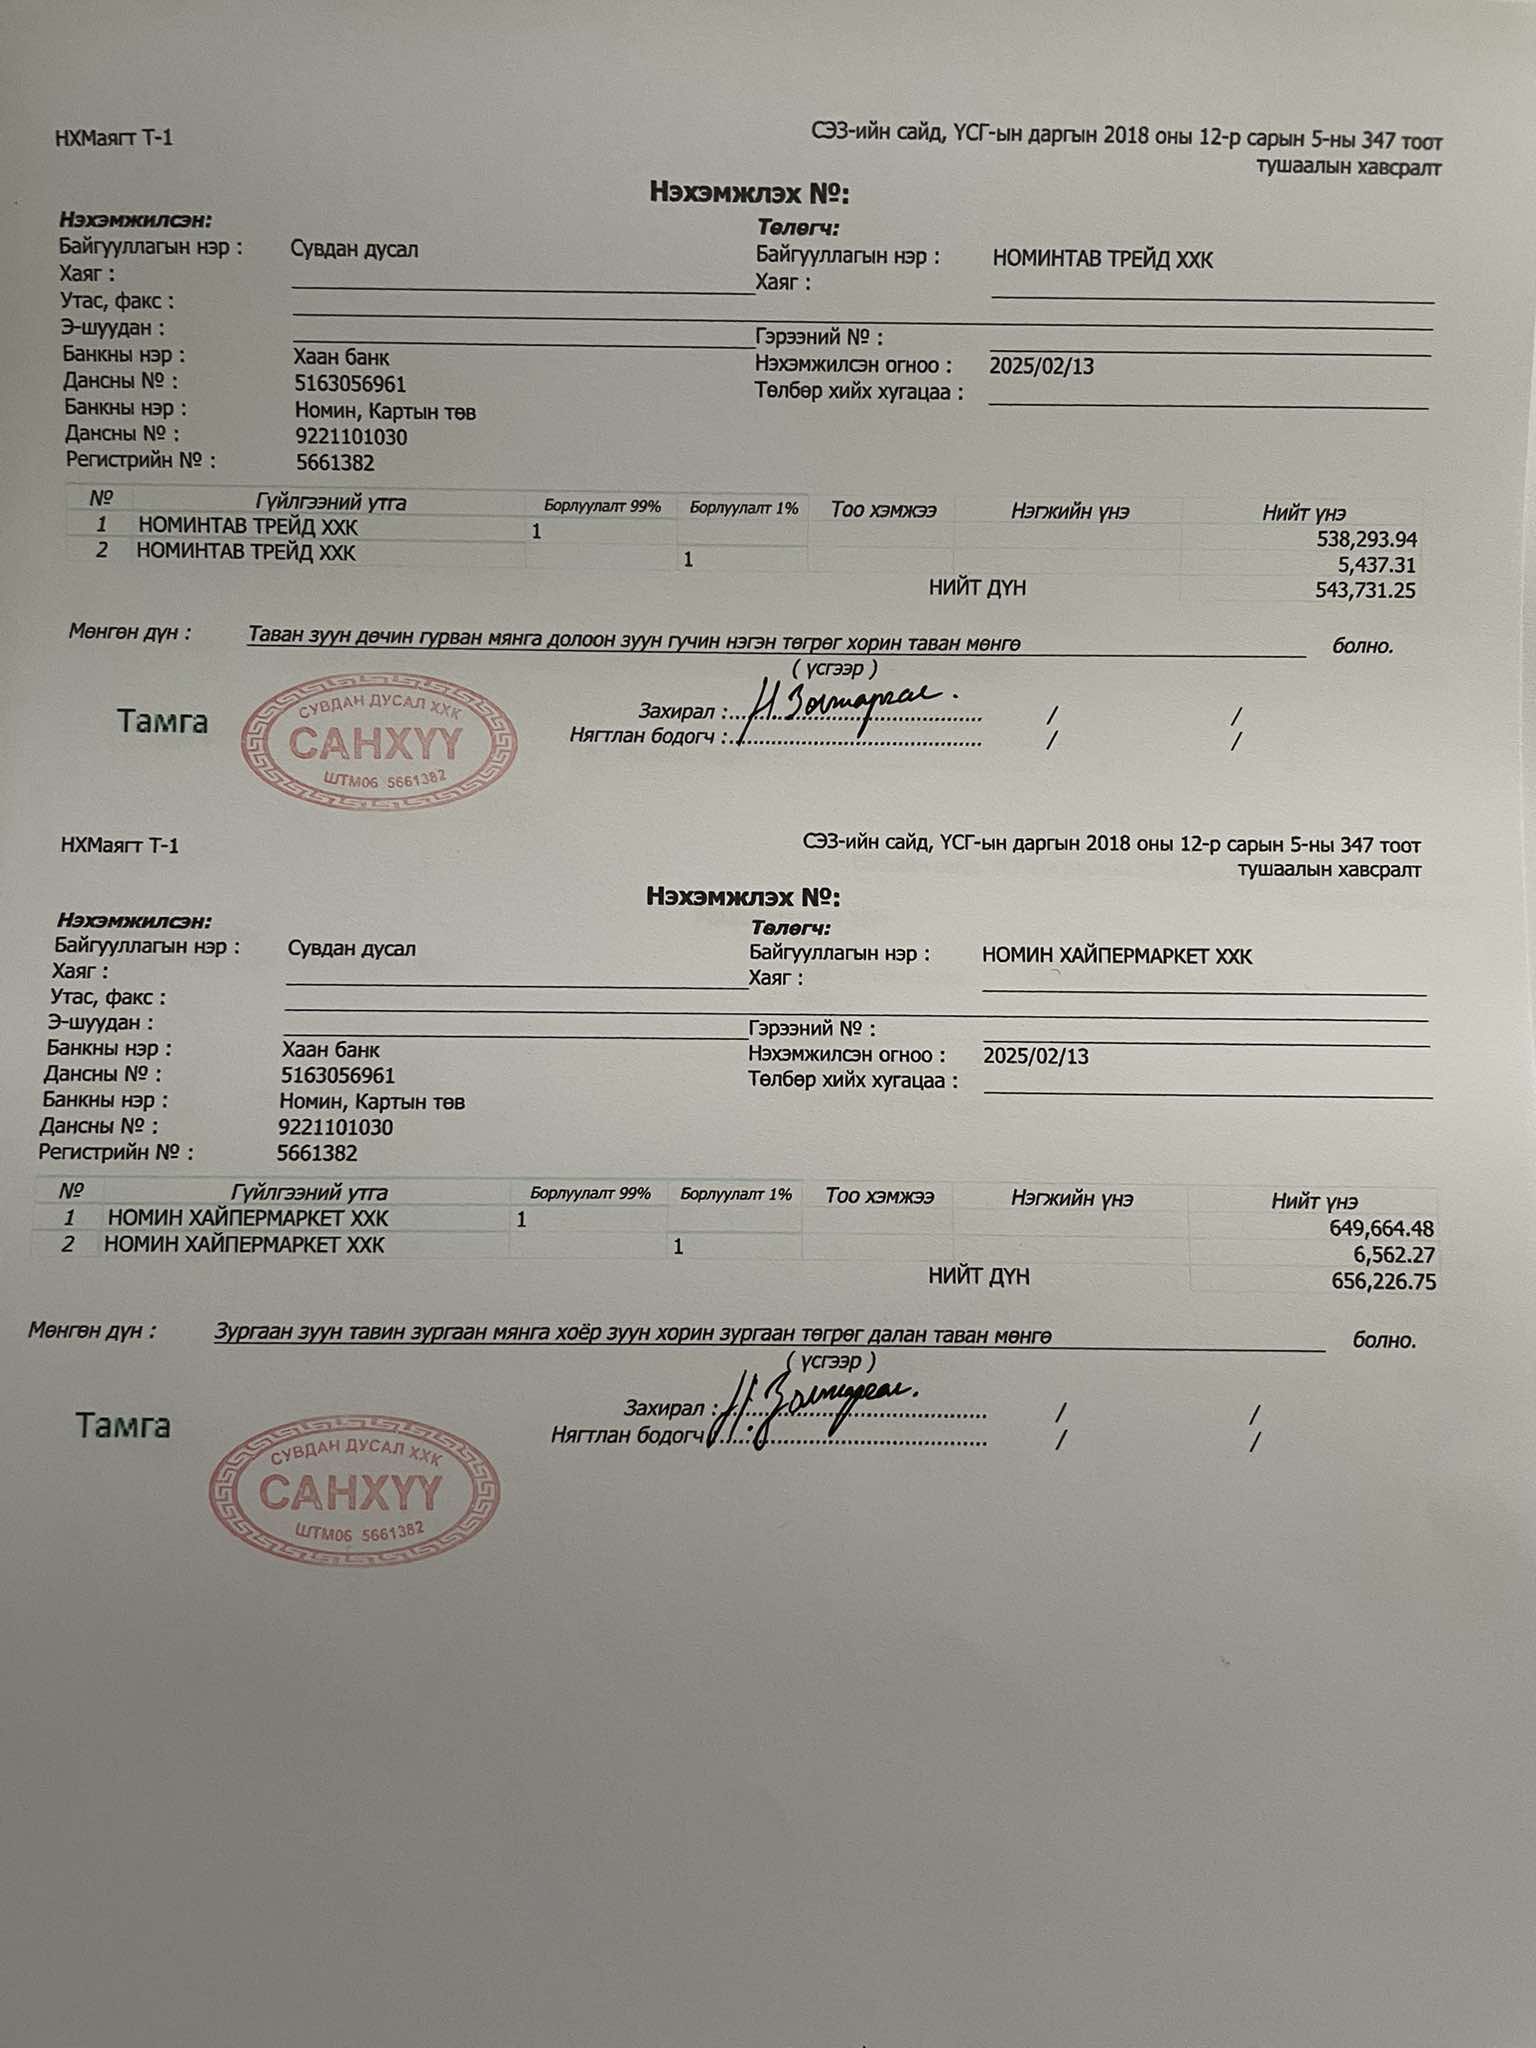 НХМаягт Т-1
СЭЗ-ийн сайд, ҮСГ-ын даргын 2018 оны 12-р сарын 5-ны 347 тоот
тушаалын хавсралт
Нэхэмжлэх №:
Нэхэмжилсэн: Төлөгч:
Байгууллагын нэр : Сувдан дусал Байгууллагын нэр : НОМИНТАВ ТРЕЙД ХХК
Хаяг : Хаяг :
Утас, факс :
Э-шуудан : Гэрээний № :
Банкны нэр : Хаан банк Нэхэмжилсэн огноо : 2025/02/13
Дансны № : 5163056961 Төлбөр хийх хугацаа :
Банкны нэр : Номин, Картын төв
Дансны № : 9221101030
Регистрийн № : 5661382
№ Гүйлгээний утга Борлуулалт 99% Борлуулалт 1% Тоо хэмжээ Нэгжийн үнэ Нийт үнэ
1 НОМИНТАВ ТРЕЙД ХХК 1 538,293.94
2 НОМИНТАВ ТРЕЙД ХХК 1 5,437.31
НИЙТ ДҮН 543,731.25
Мөнгөн дүн : Таван зуун дөчин гурван мянга долоон зуун гучин нэгэн төгрөг хорин таван мөнгө болно.
( үсгээр )
Захирал : / /
Нягтлан бодогч : / /
Тамга
СУВДАН ДУСАЛ ХХК
САНХҮҮ
ШТМ06 5661382
НХМаягт Т-1
СЭЗ-ийн сайд, ҮСГ-ын даргын 2018 оны 12-р сарын 5-ны 347 тоот
тушаалын хавсралт
Нэхэмжлэх №:
Нэхэмжилсэн: Төлөгч:
Байгууллагын нэр : Сувдан дусал Байгууллагын нэр : НОМИН ХАЙПЕРМАРКЕТ ХХК
Хаяг : Хаяг :
Утас, факс :
Э-шуудан : Гэрээний № :
Банкны нэр : Хаан банк Нэхэмжилсэн огноо : 2025/02/13
Дансны № : 5163056961 Төлбөр хийх хугацаа :
Банкны нэр : Номин, Картын төв
Дансны № : 9221101030
Регистрийн № : 5661382
№ Гүйлгээний утга Борлуулалт 99% Борлуулалт 1% Тоо хэмжээ Нэгжийн үнэ Нийт үнэ
1 НОМИН ХАЙПЕРМАРКЕТ ХХК 1 649,664.48
2 НОМИН ХАЙПЕРМАРКЕТ ХХК 1 6,562.27
НИЙТ ДҮН 656,226.75
Мөнгөн дүн : Зургаан зуун тавин зургаан мянга хоёр зуун хорин зургаан төгрөг далан таван мөнгө болно.
( үсгээр )
Захирал : / /
Нягтлан бодогч : / /
Тамга
СУВДАН ДУСАЛ ХХК
САНХҮҮ
ШТМ06 5661382